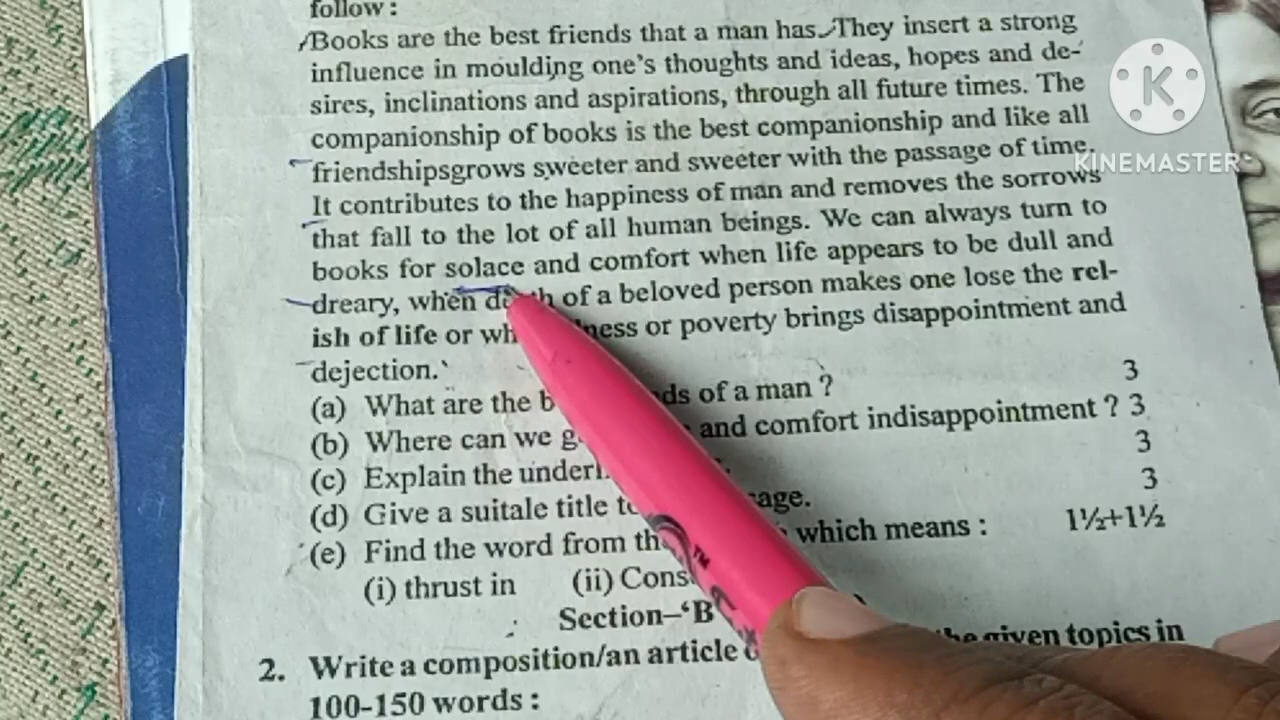 follow :
Books are the best friends that a man has. They insert a strong
influence in moulding one's thoughts and ideas, hopes and de-
sires, inclinations and aspirations, through all future times. The
companionship of books is the best companionship and like all
friendshipsgrows sweeter and sweeter with the passage of time.
It contributes to the happiness of man and removes the sorrows
that fall to the lot of all human beings. We can always turn to
books for solace and comfort when life appears to be dull and
dreary, when of a beloved person makes one lose the rel-
ish of life or or poverty brings disappointment and
dejection.
(a) What are the of a man ? 3
(b) Where can we and comfort indisappointment ? 3
(c) Explain the 3
(d) Give a suitale title 3
(e) Find the word from which means : 1½+1½
(i) thrust in (ii)
Section–'B
2. Write a composition/an article given topics in
100-150 words :
K
KINEMASTER